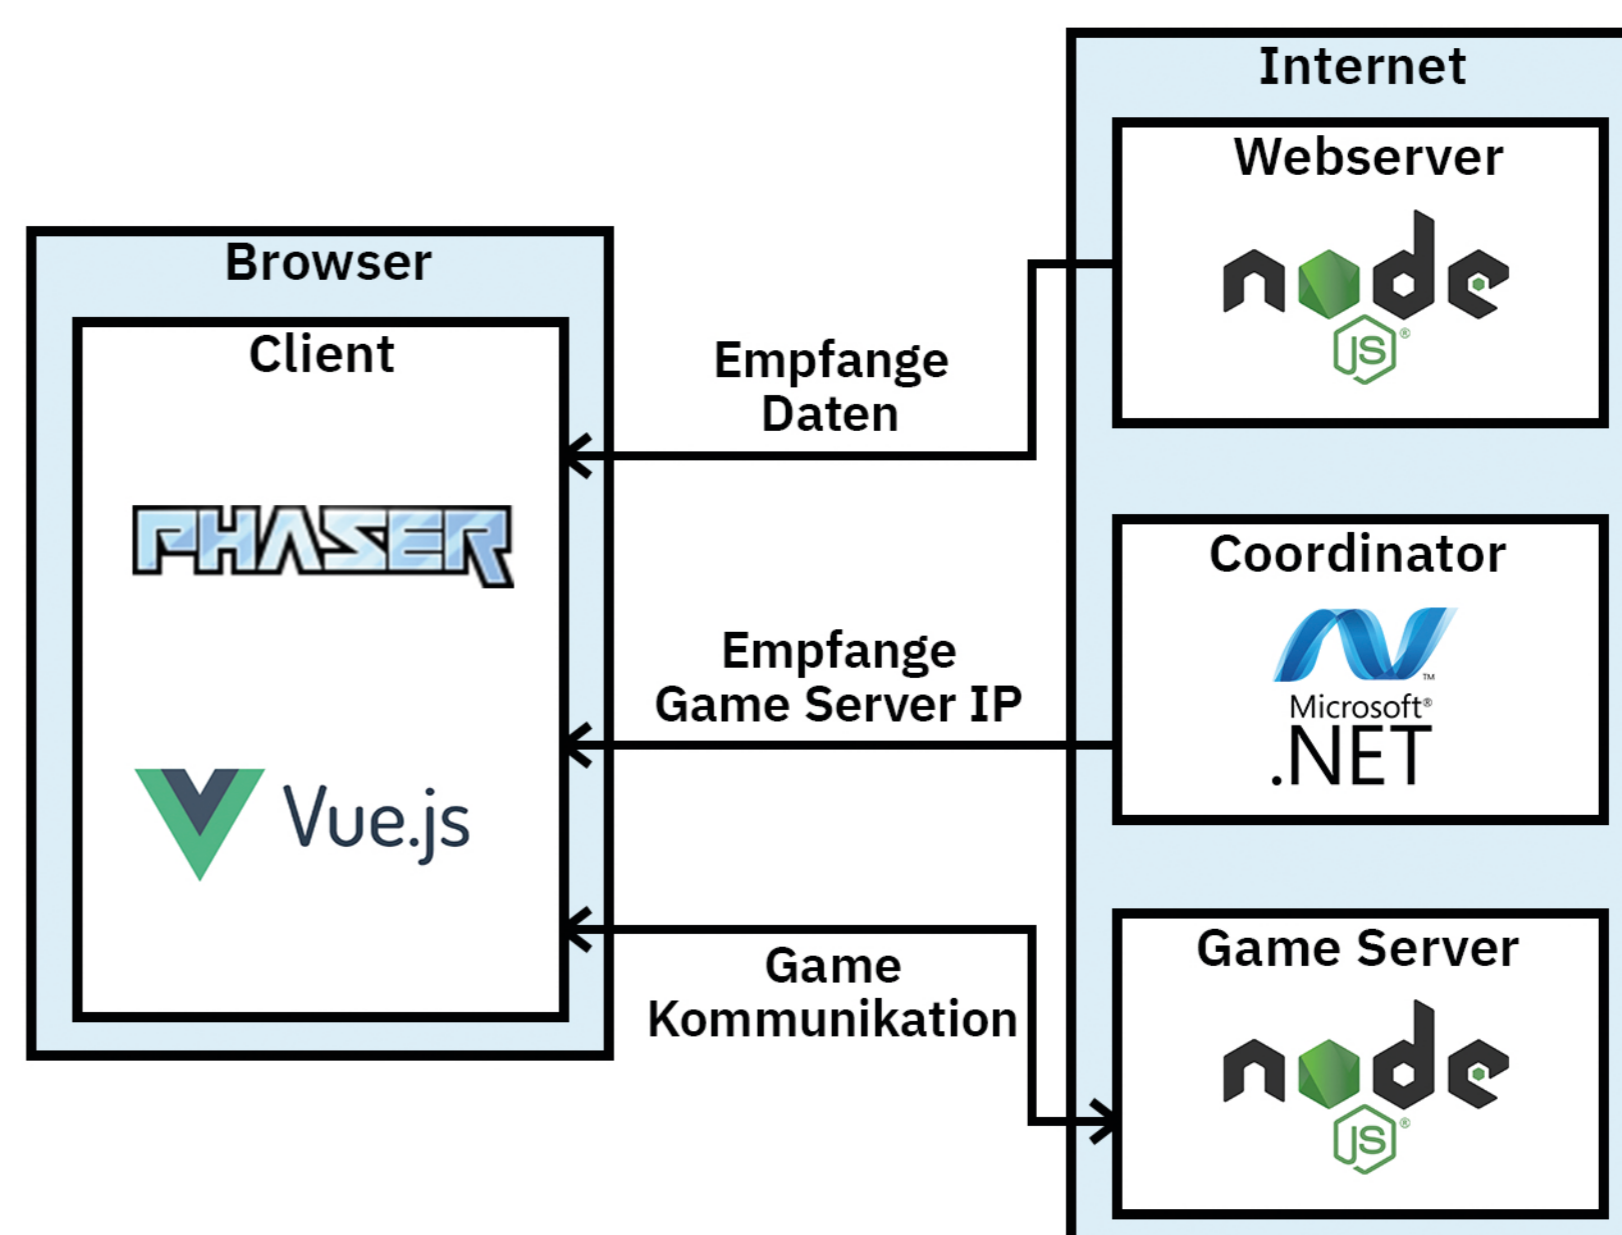 Internet
Webserver
node
JS®
Browser
Client
Empfange
Daten
PHASER
Coordinator
Microsoft®
.NET
™
Empfange
Game Server IP
Vue.js
Game
Kommunikation
Game Server
node
JS®